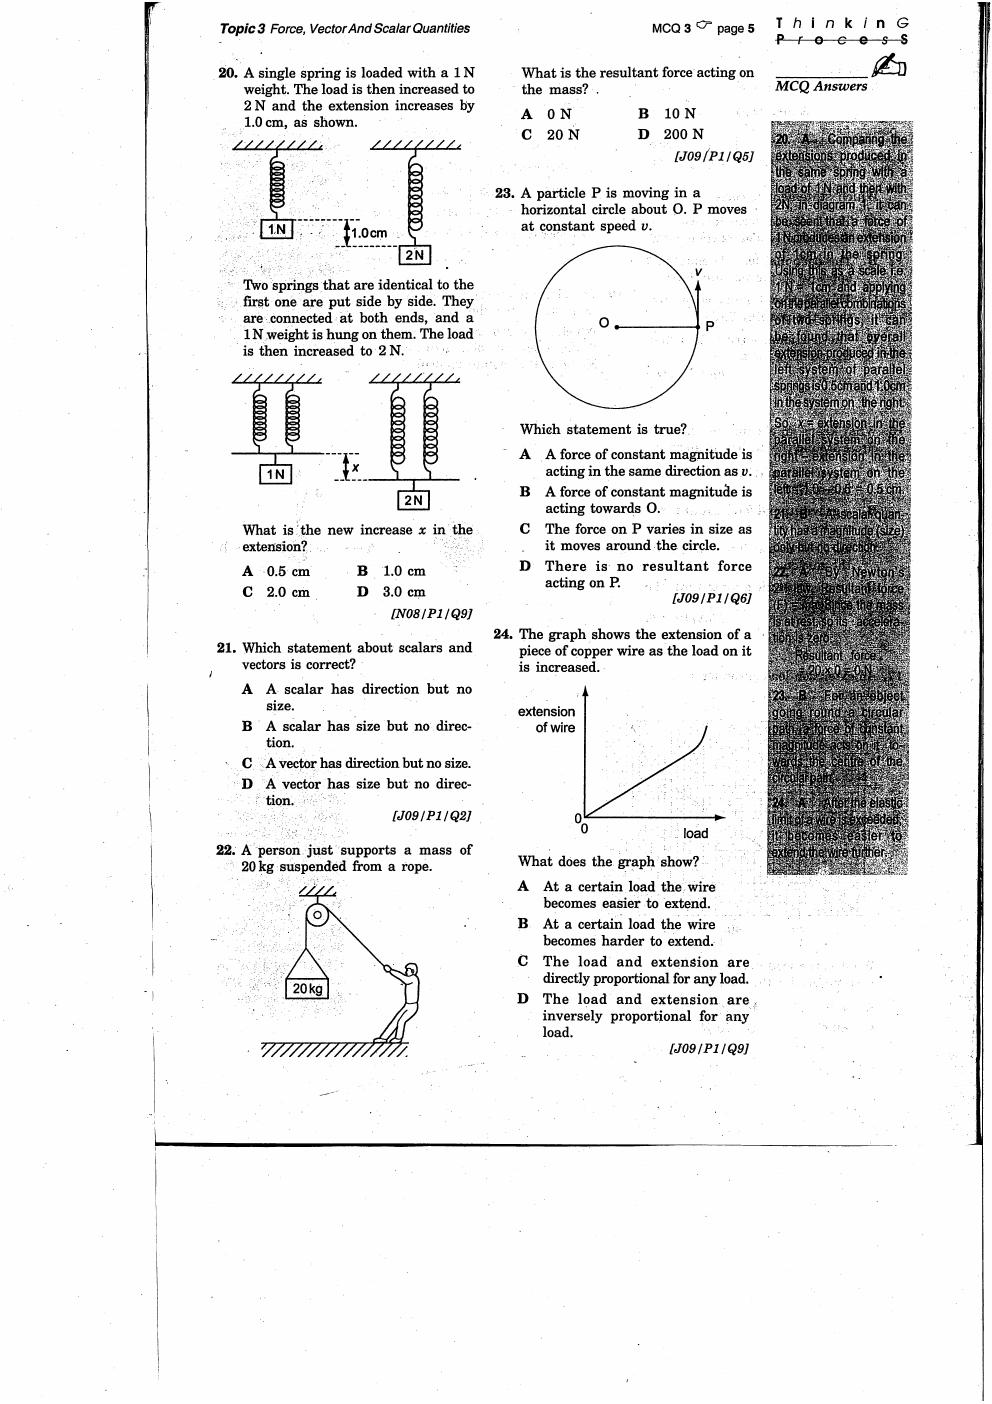 Topic 3 Force, Vector And Scalar Quantities
MCQ 3 page 5
ThinkinG
ProcesS
MCQ Answers
20. A single spring is loaded with a 1 N
weight. The load is then increased to
2 N and the extension increases by
1.0 cm, as shown.
1N
1.0cm
2N
Two springs that are identical to the
first one are put side by side. They
are connected at both ends, and a
1 N weight is hung on them. The load
is then increased to 2 N.
1N
x
2N
What is the new increase x in the
extension?
A 0.5 cm B 1.0 cm
C 2.0 cm D 3.0 cm
[N08/P1/Q9]
21. Which statement about scalars and
vectors is correct?
A A scalar has direction but no
size.
B A scalar has size but no direc-
tion.
C A vector has direction but no size.
D A vector has size but no direc-
tion.
[J09/P1/Q2]
22. A person just supports a mass of
20 kg suspended from a rope.
20 kg
What is the resultant force acting on
the mass?
A 0 N B 10 N
C 20 N D 200 N
[J09/P1/Q5]
23. A particle P is moving in a
horizontal circle about O. P moves
at constant speed v.
v
O
P
Which statement is true?
A A force of constant magnitude is
acting in the same direction as v.
B A force of constant magnitude is
acting towards O.
C The force on P varies in size as
it moves around the circle.
D There is no resultant force
acting on P.
[J09/P1/Q6]
24. The graph shows the extension of a
piece of copper wire as the load on it
is increased.
extension
of wire
0
0
load
What does the graph show?
A At a certain load the wire
becomes easier to extend.
B At a certain load the wire
becomes harder to extend.
C The load and extension are
directly proportional for any load.
D The load and extension are
inversely proportional for any
load.
[J09/P1/Q9]
20. A Comparing the
extensions produced in
the same spring with a
load of 1N and then with
2N, in diagram 1, it can
be seen that a force of
1N produces an extension
of 1cm in the spring.
Using this as a scale i.e.
1 N = 1cm and applying
on the parallel combinations
of two springs, it can
be found that overall
extension produced in the
left system of parallel
springs is 0.5cm and 1.0cm
in the system on the right.
So, x = extension in the
parallel system on the
right – extension in the
parallel system on the
left = 1.0 – 0.5 = 0.5 cm.
21. B A scalar quan-
tity has a magnitude (size)
only but no direction.
22. A By Newton's
2nd law, Resultant force
is at rest, so its accelera-
tion is zero.
Resultant force
= 20 x 0 = 0 N
23. B For an object
going round a circular
path, a force of constant
magnitude acts on it to-
wards the centre of the
circular path.
24. A After the elastic
limit of a wire is exceeded,
it becomes easier to
extend the wire further.